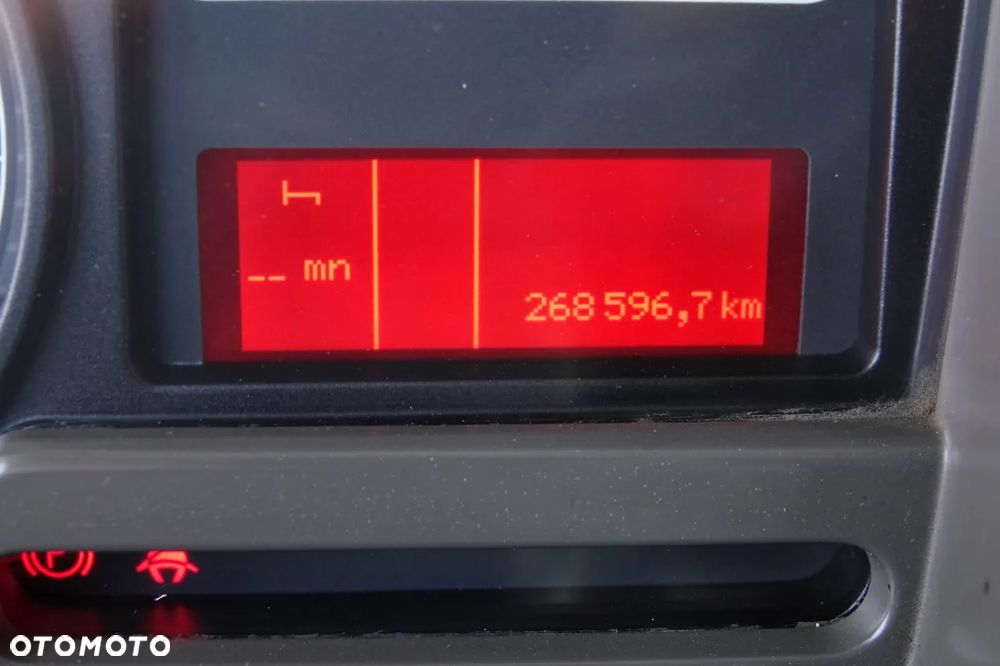 -- mn
268 596,7 km
P
OTOMOTO